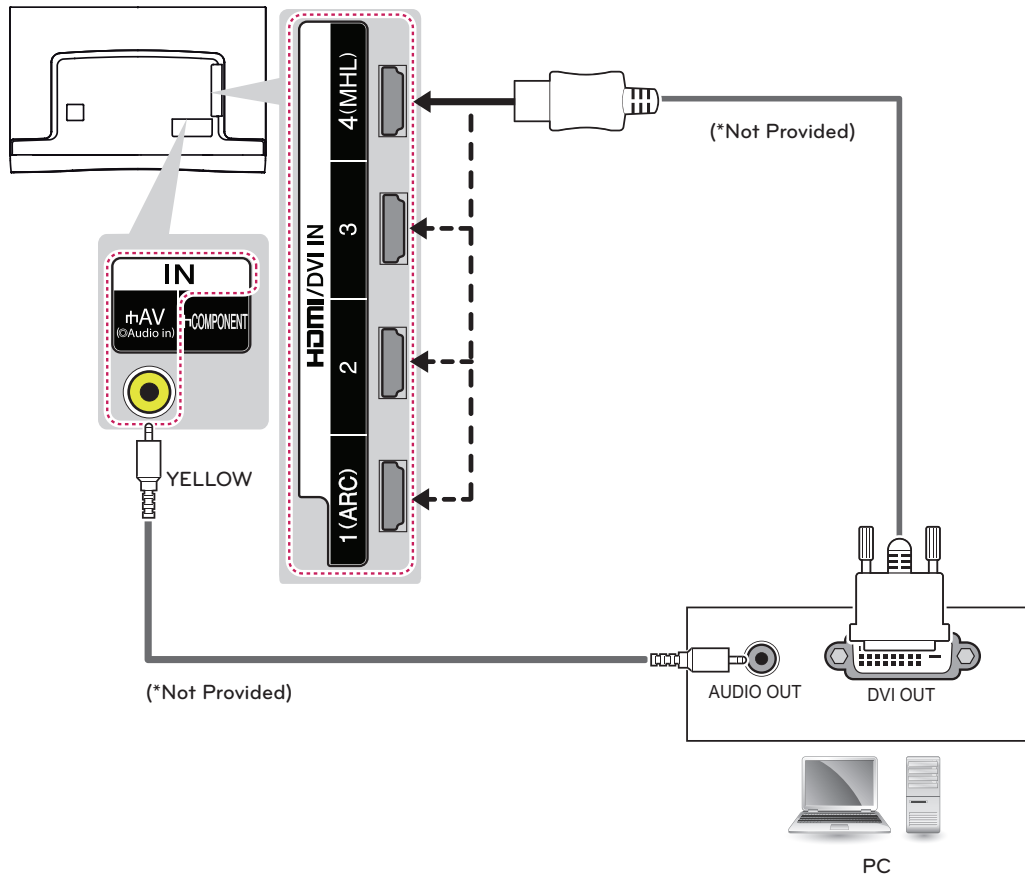 4(MHL)
(*Not Provided)
3
HDMI/DVI IN
IN
AV
COMPONENT
(◎Audio in)
2
YELLOW
1(ARC)
(*Not Provided)
AUDIO OUT
DVI OUT
PC